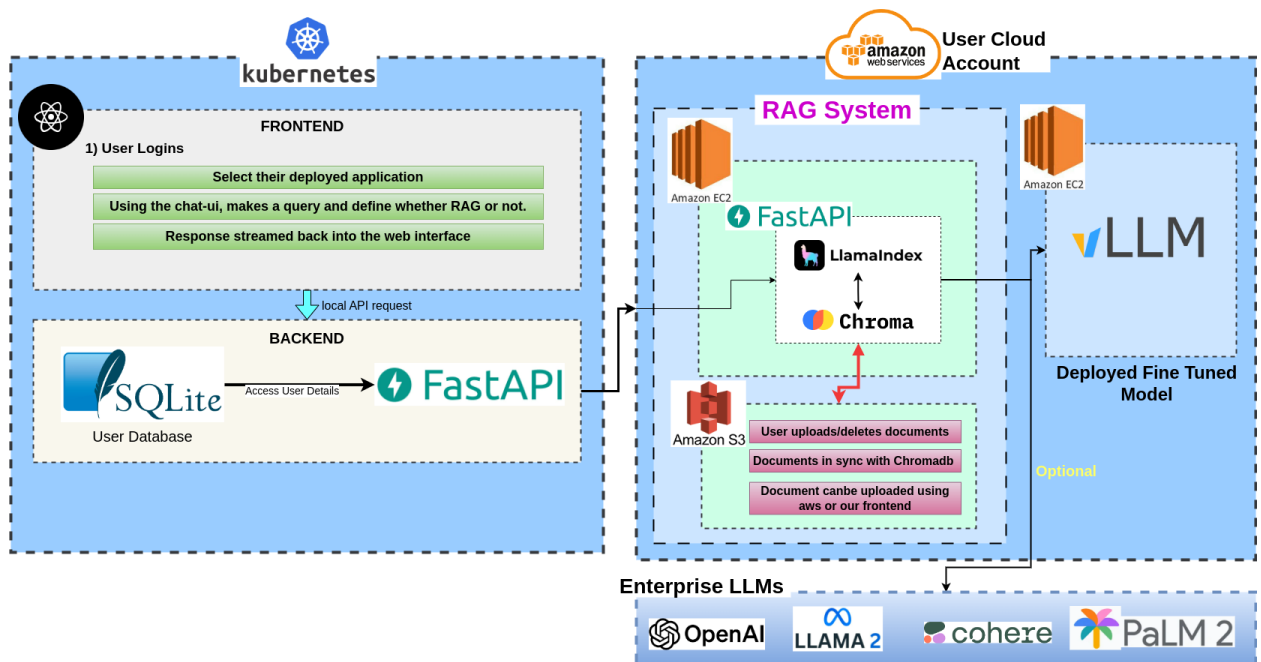 kubernetes
FRONTEND
1) User Logins
Select their deployed application
Using the chat-ui, makes a query and define whether RAG or not.
Response streamed back into the web interface
local API request
BACKEND
SQLite
User Database
Access User Details
FastAPI
amazon
web services
User Cloud
Account
RAG System
Amazon EC2
FastAPI
LlamaIndex
Chroma
Amazon S3
User uploads/deletes documents
Documents in sync with Chromadb
Document canbe uploaded using
aws or our frontend
Amazon EC2
vLLM
Deployed Fine Tuned
Model
Optional
Enterprise LLMs
OpenAI
LLAMA 2
cohere
PaLM 2